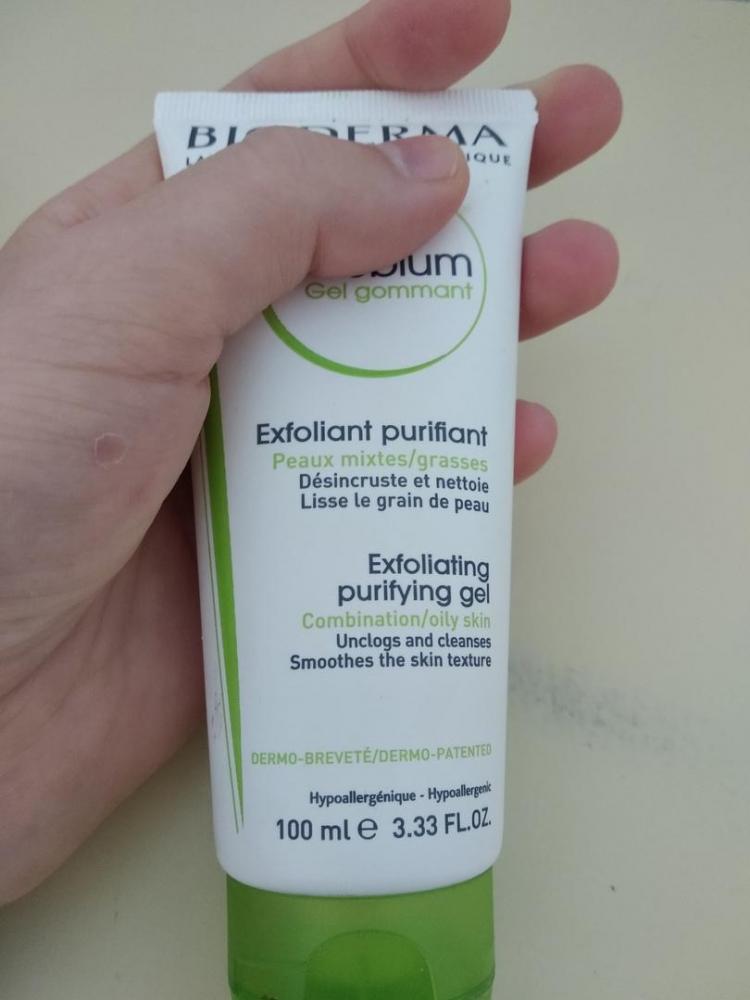 BIODERMA
Gel gommant
Exfoliant purifiant
Peaux mixtes/grasses
Désincruste et nettoie
Lisse le grain de peau
Exfoliating
purifying gel
Combination/oily skin
Unclogs and cleanses
Smoothes the skin texture
DERMO-BREVETÉ/DERMO-PATENTED
Hypoallergénique - Hypoallergenic
100 ml e 3.33 FL.OZ.